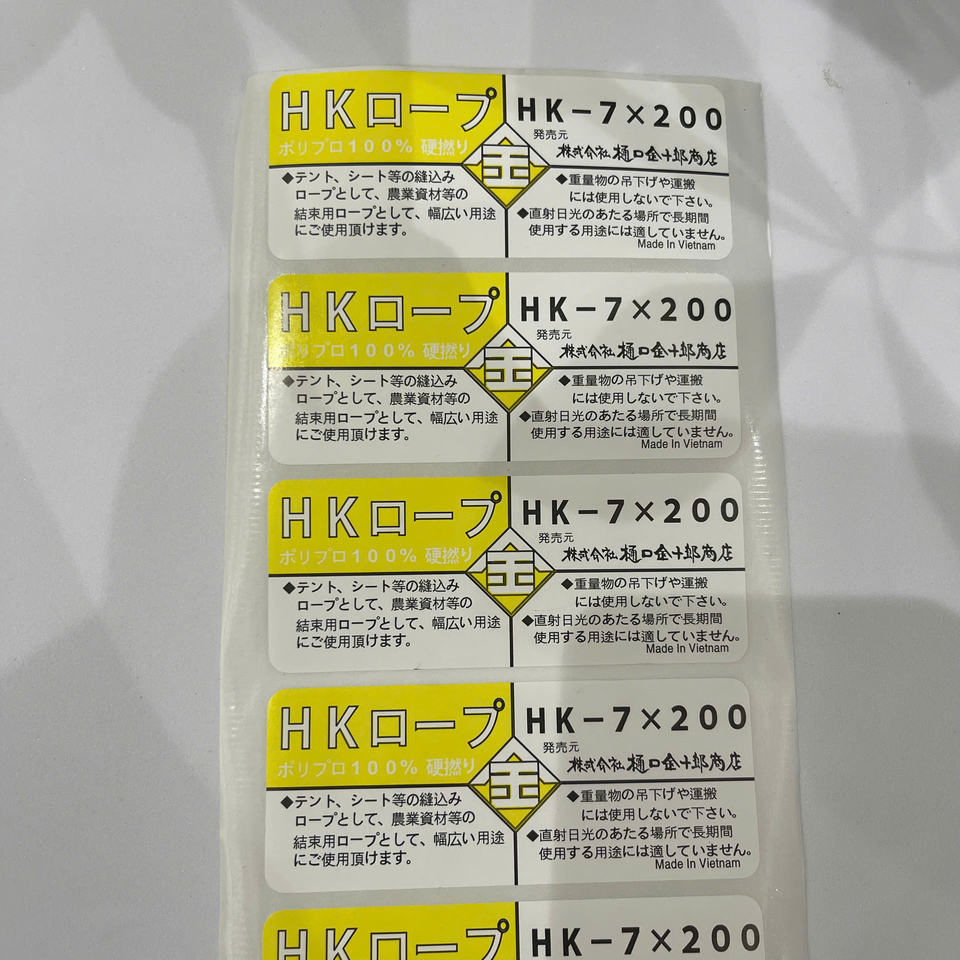 HKロープ
ポリプロ100% 硬撚り
HK-7×200
発売元
株式会社 樋口金十郎商店
金
◆テント、シート等の縫込み
ロープとして、農業資材等の
結束用ロープとして、幅広い用途
にご使用頂けます。
◆重量物の吊下げや運搬
には使用しないで下さい。
◆直射日光のあたる場所で長期間
使用する用途には適していません。
Made In Vietnam
HKロープ
ポリプロ100% 硬撚り
HK-7×200
発売元
株式会社 樋口金十郎商店
金
◆テント、シート等の縫込み
ロープとして、農業資材等の
結束用ロープとして、幅広い用途
にご使用頂けます。
◆重量物の吊下げや運搬
には使用しないで下さい。
◆直射日光のあたる場所で長期間
使用する用途には適していません。
Made In Vietnam
HKロープ
ポリプロ100% 硬撚り
HK-7×200
発売元
株式会社 樋口金十郎商店
金
◆テント、シート等の縫込み
ロープとして、農業資材等の
結束用ロープとして、幅広い用途
にご使用頂けます。
◆重量物の吊下げや運搬
には使用しないで下さい。
◆直射日光のあたる場所で長期間
使用する用途には適していません。
Made In Vietnam
HKロープ
ポリプロ100% 硬撚り
HK-7×200
発売元
株式会社 樋口金十郎商店
金
◆テント、シート等の縫込み
ロープとして、農業資材等の
結束用ロープとして、幅広い用途
にご使用頂けます。
◆重量物の吊下げや運搬
には使用しないで下さい。
◆直射日光のあたる場所で長期間
使用する用途には適していません。
Made In Vietnam
HKロープ
HK-7×200